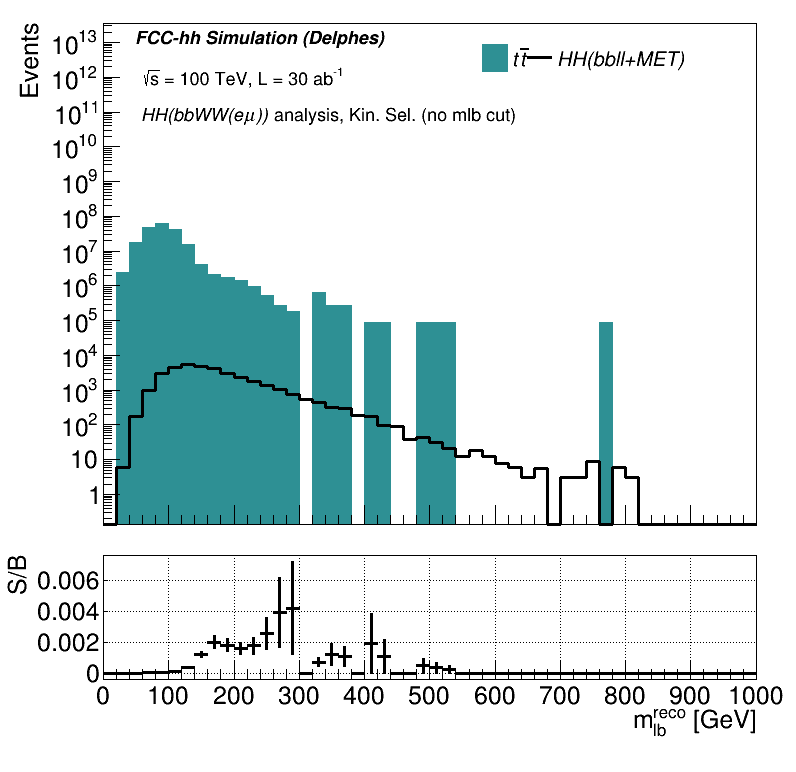 FCC-hh Simulation (Delphes)
√s = 100 TeV, L = 30 ab⁻¹
HH(bbWW(eμ)) analysis, Kin. Sel. (no mlb cut)
tt̅ HH(bbll+MET)
Events
10¹³
10¹²
10¹¹
10¹⁰
10⁹
10⁸
10⁷
10⁶
10⁵
10⁴
10³
10²
10
1
S/B
0.006
0.004
0.002
0
0 100 200 300 400 500 600 700 800 900 1000
m_lb^reco [GeV]